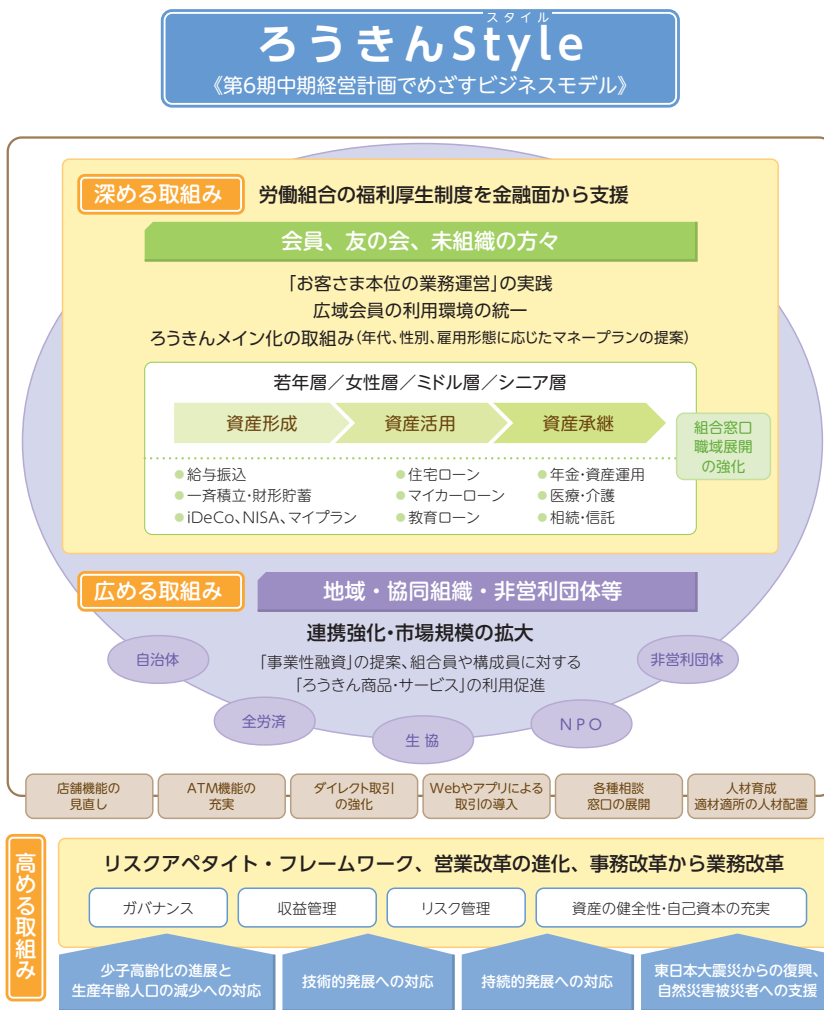 スタイル
ろうきんStyle
《第6期中期経営計画でめざすビジネスモデル》
深める取組み
労働組合の福利厚生制度を金融面から支援
会員、友の会、未組織の方々
「お客さま本位の業務運営」の実践
広域会員の利用環境の統一
ろうきんメイン化の取組み(年代、性別、雇用形態に応じたマネープランの提案)
若年層/女性層/ミドル層/シニア層
資産形成
資産活用
資産承継
●給与振込
●一斉積立・財形貯蓄
●iDeCo、NISA、マイプラン
●住宅ローン
●マイカーローン
●教育ローン
●年金・資産運用
●医療・介護
●相続・信託
組合窓口
職域展開
の強化
広める取組み
地域・協同組織・非営利団体等
連携強化・市場規模の拡大
「事業性融資」の提案、組合員や構成員に対する
「ろうきん商品・サービス」の利用促進
自治体
全労済
生協
NPO
非営利団体
店舗機能の
見直し
ATM機能の
充実
ダイレクト取引
の強化
Webやアプリによる
取引の導入
各種相談
窓口の展開
人材育成
適材適所の人材配置
高める取組み
リスクアペタイト・フレームワーク、営業改革の進化、事務改革から業務改革
ガバナンス
収益管理
リスク管理
資産の健全性・自己資本の充実
少子高齢化の進展と
生産年齢人口の減少への対応
技術的発展への対応
持続的発展への対応
東日本大震災からの復興、
自然災害被災者への支援